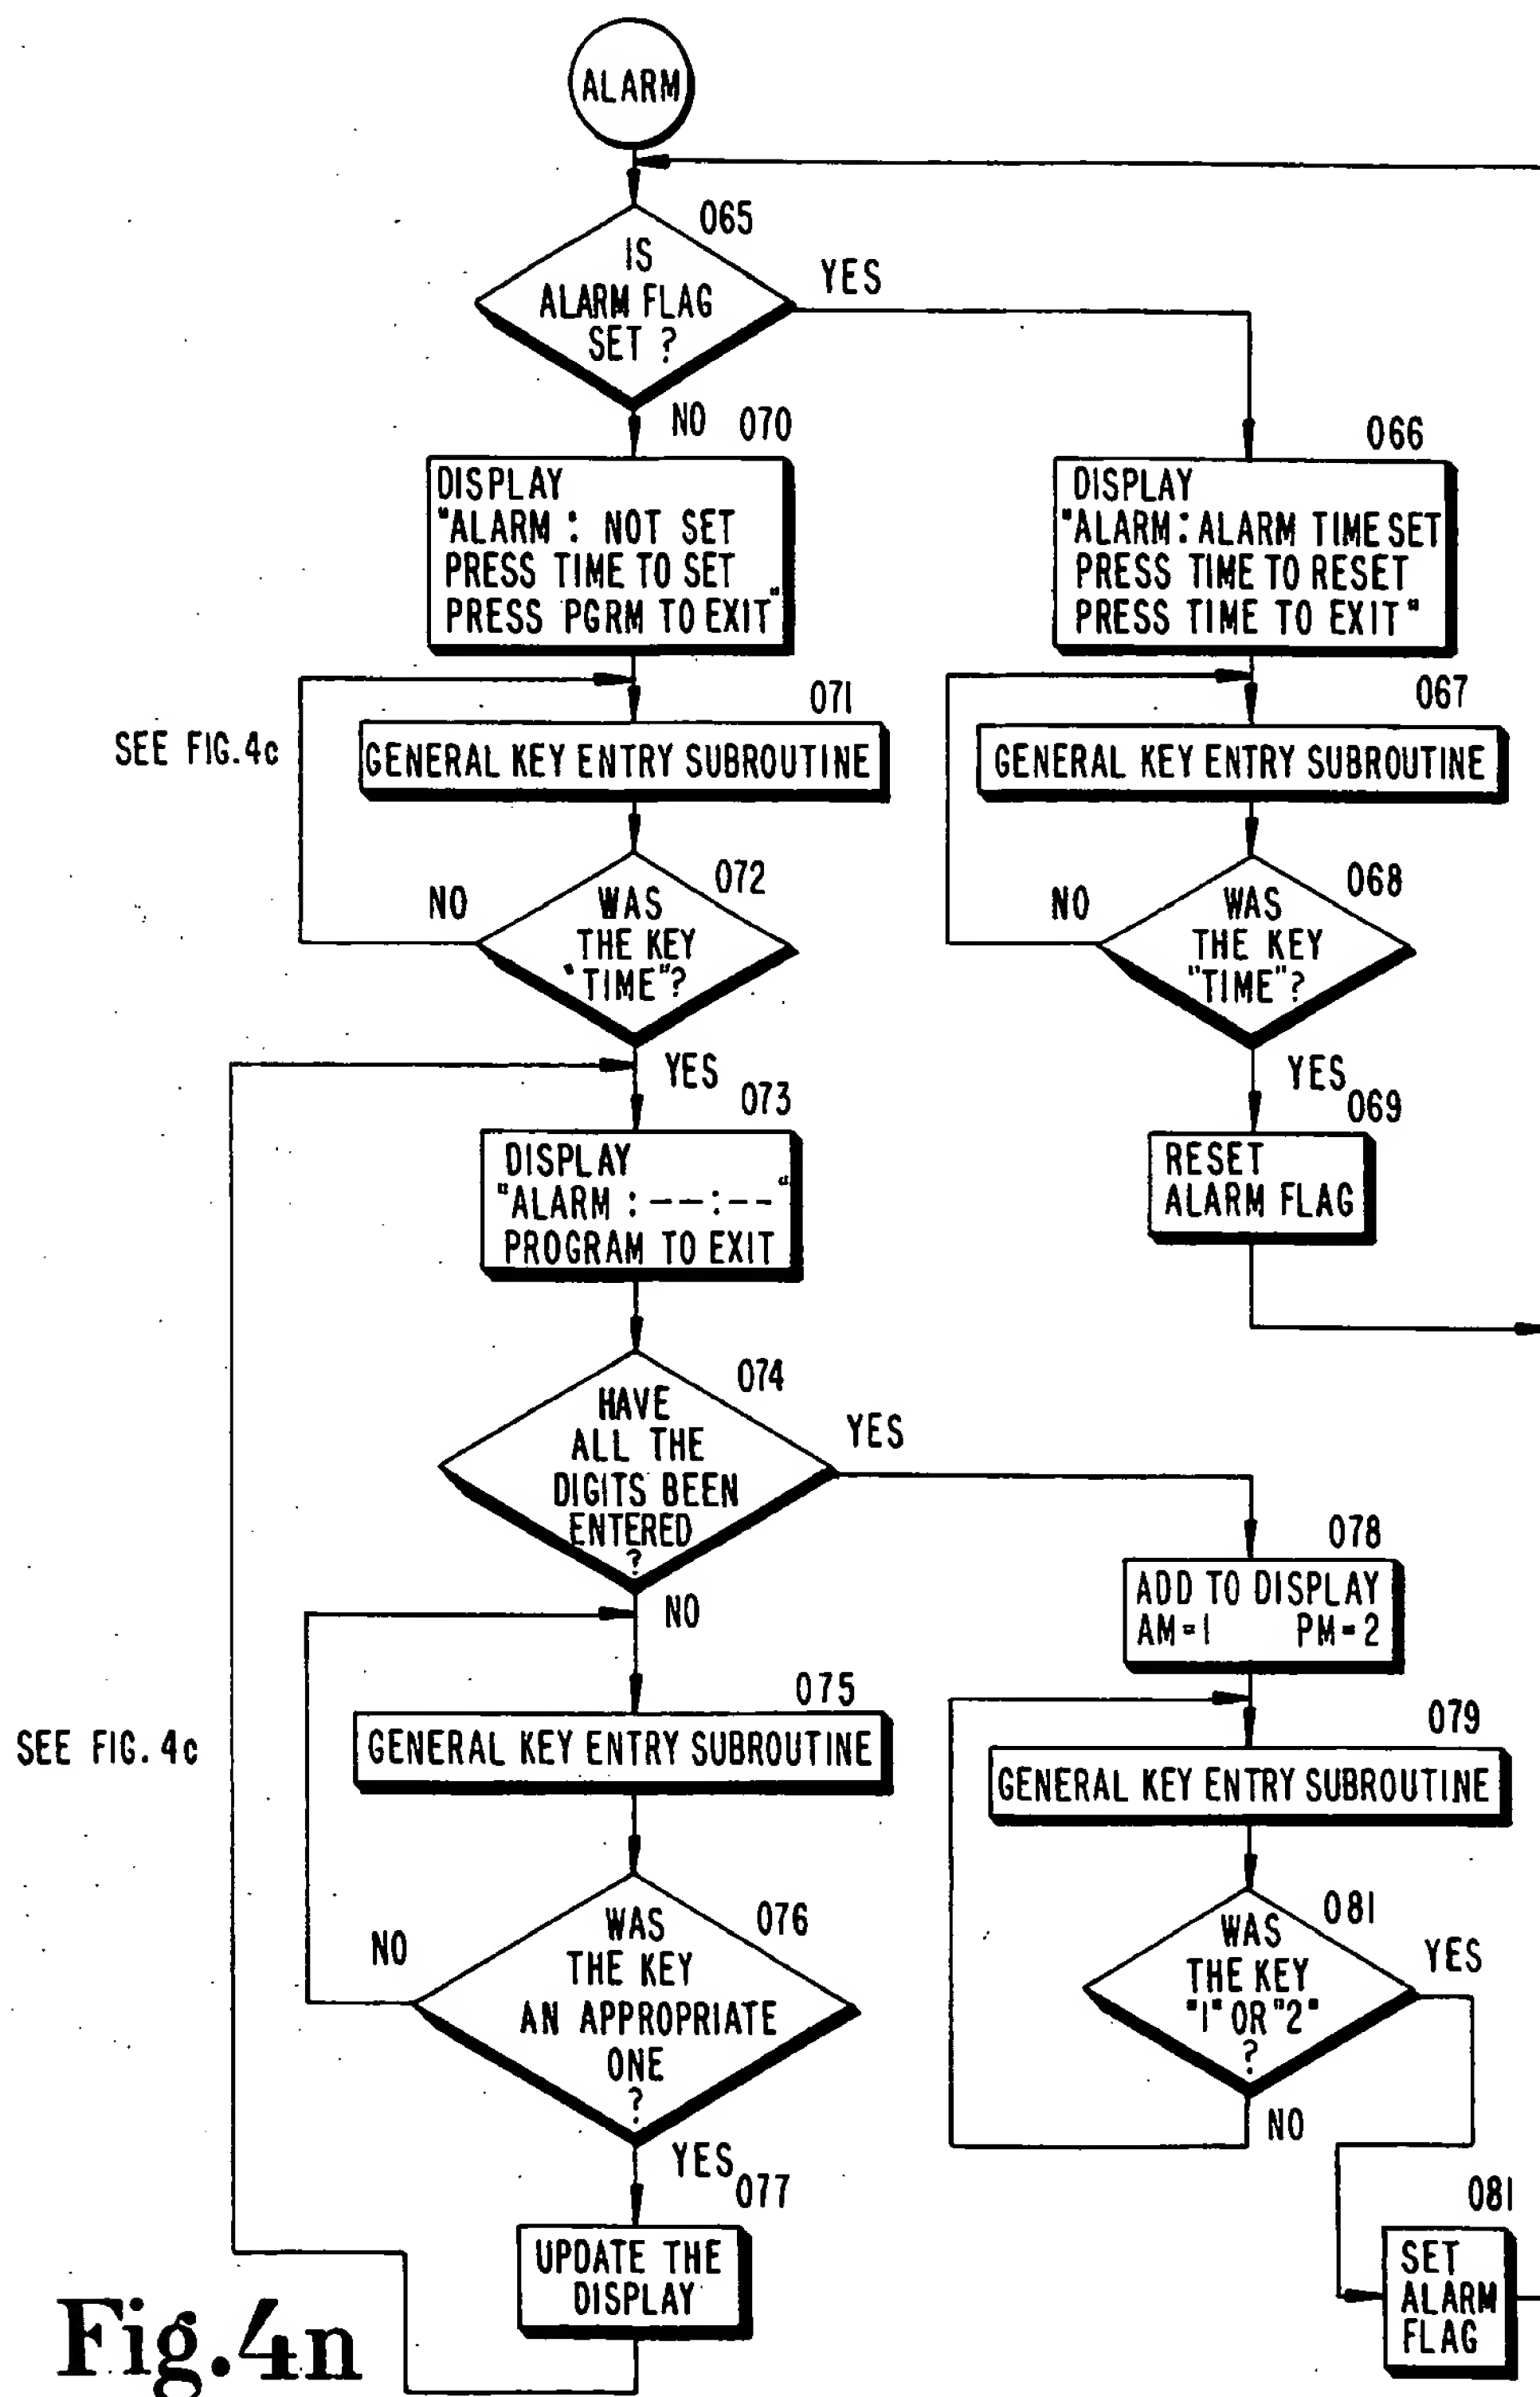 ALARM
065
IS
ALARM FLAG
SET ?
YES
NO
070
DISPLAY
"ALARM : NOT SET
PRESS TIME TO SET
PRESS PGRM TO EXIT"
066
DISPLAY
"ALARM : ALARM TIME SET
PRESS TIME TO RESET
PRESS TIME TO EXIT"
SEE FIG. 4c
071
GENERAL KEY ENTRY SUBROUTINE
067
GENERAL KEY ENTRY SUBROUTINE
072
NO
WAS
THE KEY
"TIME"?
YES
068
NO
WAS
THE KEY
"TIME"?
YES
073
DISPLAY
"ALARM : --:--"
PROGRAM TO EXIT
069
RESET
ALARM FLAG
074
HAVE
ALL THE
DIGITS BEEN
ENTERED
?
YES
NO
078
ADD TO DISPLAY
AM=1 PM=2
SEE FIG. 4c
075
GENERAL KEY ENTRY SUBROUTINE
079
GENERAL KEY ENTRY SUBROUTINE
076
NO
WAS
THE KEY
AN APPROPRIATE
ONE
?
YES
081
WAS
THE KEY
"1" OR "2"
?
YES
NO
077
UPDATE THE
DISPLAY
081
SET
ALARM
FLAG
Fig.4n